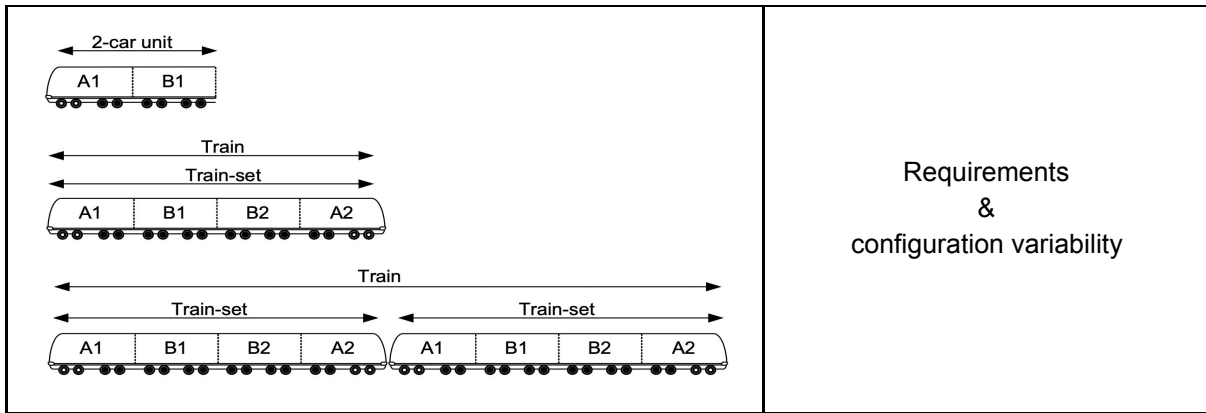 2-car unit
A1 B1
Train
Train-set
A1 B1 B2 A2
Train
Train-set Train-set
A1 B1 B2 A2 A1 B1 B2 A2
Requirements
&
configuration variability